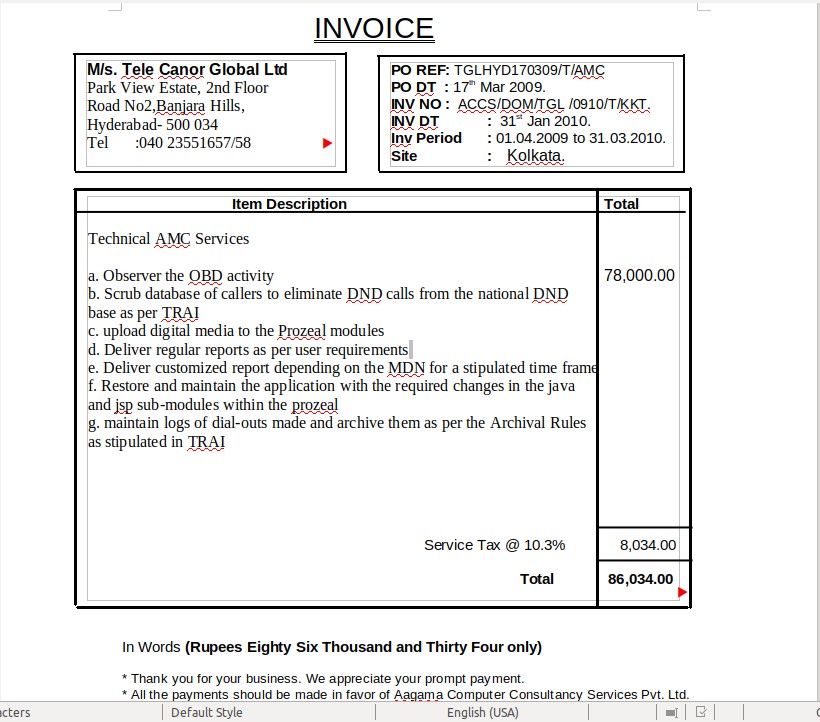 INVOICE
M/s. Tele Canor Global Ltd
Park View Estate, 2nd Floor
Road No2,Banjara Hills,
Hyderabad- 500 034
Tel :040 23551657/58
PO REF: TGLHYD170309/T/AMC
PO DT : 17th Mar 2009.
INV NO : ACCS/DOM/TGL /0910/T/KKT.
INV DT : 31st Jan 2010.
Inv Period : 01.04.2009 to 31.03.2010.
Site : Kolkata.
Item Description Total
Technical AMC Services
a. Observer the OBD activity 78,000.00
b. Scrub database of callers to eliminate DND calls from the national DND
base as per TRAI
c. upload digital media to the Prozeal modules
d. Deliver regular reports as per user requirements
e. Deliver customized report depending on the MDN for a stipulated time frame
f. Restore and maintain the application with the required changes in the java
and jsp sub-modules within the prozeal
g. maintain logs of dial-outs made and archive them as per the Archival Rules
as stipulated in TRAI
Service Tax @ 10.3% 8,034.00
Total 86,034.00
In Words (Rupees Eighty Six Thousand and Thirty Four only)
* Thank you for your business. We appreciate your prompt payment.
* All the payments should be made in favor of Aagama Computer Consultancy Services Pvt. Ltd.
acters Default Style English (USA)